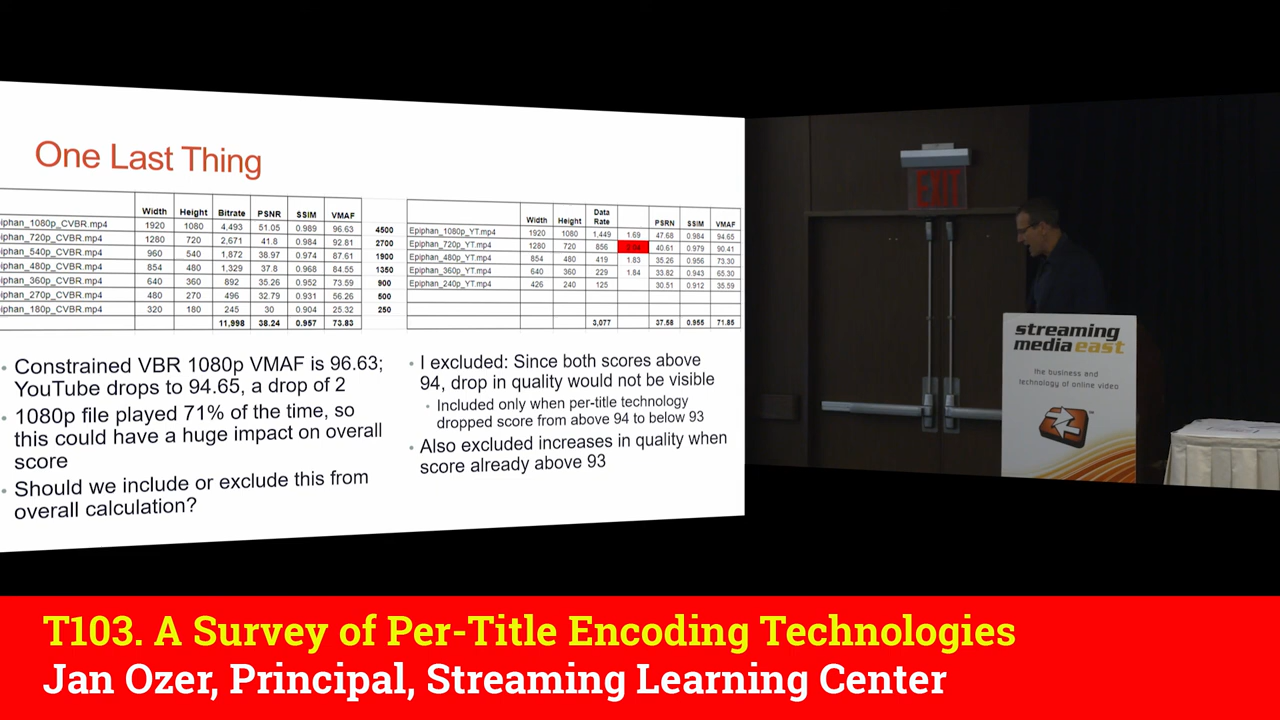 One Last Thing
Width Height Bitrate PSNR SSIM VMAF
iphan_1080p_CVBR.mp4 1920 1080 4,493 51.05 0.989 96.63 4500
iphan_720p_CVBR.mp4 1280 720 2,671 41.8 0.984 92.81 2700
iphan_540p_CVBR.mp4 960 540 1,872 38.97 0.974 87.61 1900
iphan_480p_CVBR.mp4 854 480 1,329 37.8 0.968 84.55 1350
iphan_360p_CVBR.mp4 640 360 892 35.26 0.952 73.59 900
iphan_270p_CVBR.mp4 480 270 496 32.79 0.931 56.26 500
iphan_180p_CVBR.mp4 320 180 245 30 0.904 25.32 250
11,998 38.24 0.957 73.83
Width Height Data Rate PSRN SSIM VMAF
Epiphan_1080p_YT.mp4 1920 1080 1,449 1.69 47.68 0.984 94.65
Epiphan_720p_YT.mp4 1280 720 856 40.61 0.979 90.41
Epiphan_480p_YT.mp4 854 480 419 1.83 35.26 0.956 73.30
Epiphan_360p_YT.mp4 640 360 229 1.84 33.82 0.943 65.30
Epiphan_240p_YT.mp4 426 240 125 30.51 0.912 35.59
3,077 37.58 0.955 71.85
• Constrained VBR 1080p VMAF is 96.63;
YouTube drops to 94.65, a drop of 2
• 1080p file played 71% of the time, so
this could have a huge impact on overall
score
• Should we include or exclude this from
overall calculation?
• I excluded: Since both scores above
94, drop in quality would not be visible
• Included only when per-title technology
dropped score from above 94 to below 93
• Also excluded increases in quality when
score already above 93
EXIT
streaming
media east
the business and
technology of online video
T103. A Survey of Per-Title Encoding Technologies
Jan Ozer, Principal, Streaming Learning Center